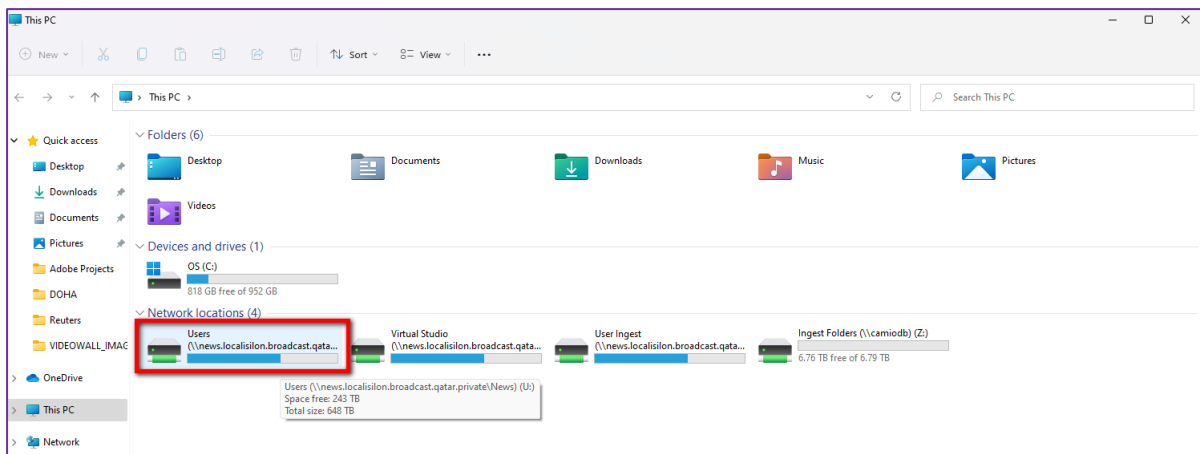 This PC
New Sort View
This PC
Search This PC
Quick access
Desktop
Downloads
Documents
Pictures
Adobe Projects
DOHA
Reuters
VIDEOWALL_IMAG
OneDrive
This PC
Network
Folders (6)
Desktop Documents Downloads Music Pictures
Videos
Devices and drives (1)
OS (C:)
818 GB free of 952 GB
Network locations (4)
Users
(\\news.localisilon.broadcast.qata...
Virtual Studio
(\\news.localisilon.broadcast.qata...
User Ingest
(\\news.localisilon.broadcast.qata...
Ingest Folders (\\camiodb) (Z:)
6.76 TB free of 6.79 TB
Users (\\news.localisilon.broadcast.qatar.private\News) (U:)
Space free: 243 TB
Total size: 648 TB